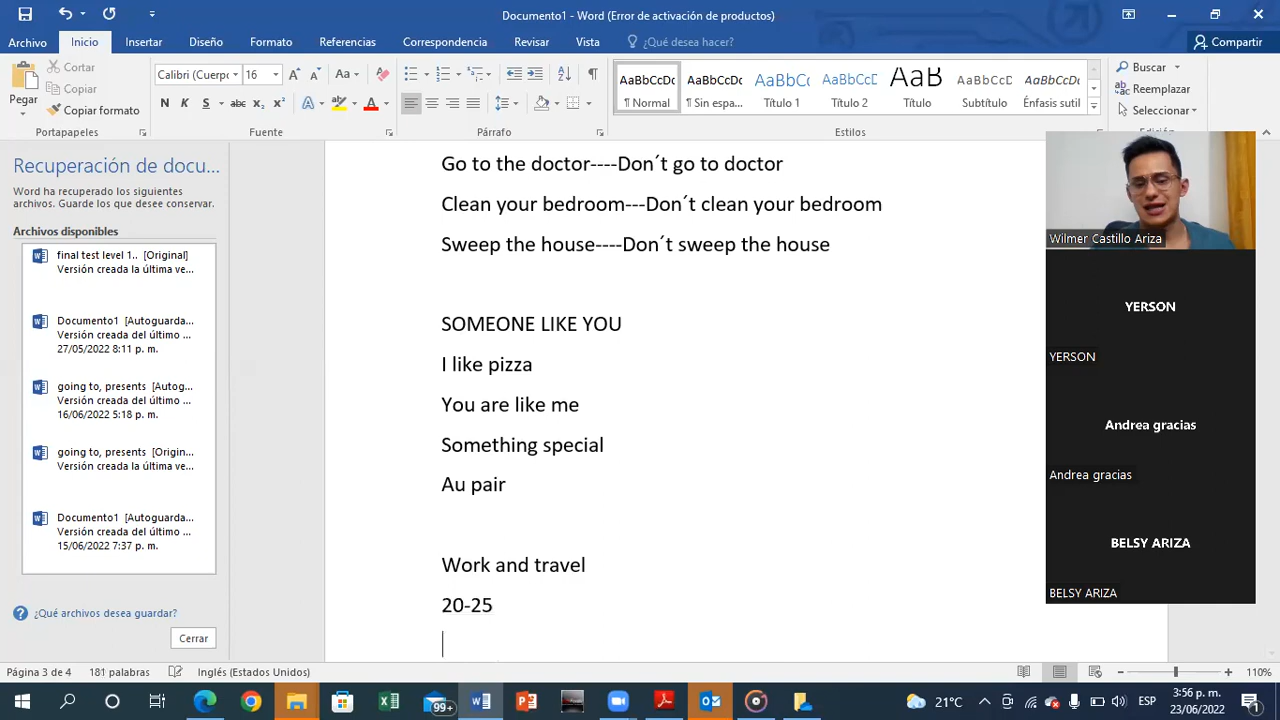 Documento1 - Word (Error de activación de productos)
Archivo Inicio Insertar Diseño Formato Referencias Correspondencia Revisar Vista ¿Qué desea hacer? Compartir
Pegar
Cortar
Copiar
Copiar formato
Calibri (Cuerpo 16
N K S abc x₂ x²
AaBbCcDc AaBbCcDc AaBbCc AaBbCcD AaB AaBbCcD AaBbCcDc
¶ Normal ¶ Sin espa... Título 1 Título 2 Título Subtítulo Énfasis sutil
Buscar
Reemplazar
Seleccionar
Portapapeles Fuente Párrafo Estilos Edición
Recuperación de docu...
Word ha recuperado los siguientes
archivos. Guarde los que desee conservar.
Archivos disponibles
final test level 1.. [Original]
Versión creada la última ve...
Documento1 [Autoguarda...
Versión creada del último ...
27/05/2022 8:11 p. m.
going to, presents [Autog...
Versión creada del último ...
16/06/2022 5:18 p. m.
going to, presents [Origin...
Versión creada la última ve...
Documento1 [Autoguarda...
Versión creada del último ...
15/06/2022 7:37 p. m.
¿Qué archivos desea guardar?
Cerrar
Go to the doctor----Don´t go to doctor
Clean your bedroom---Don´t clean your bedroom
Sweep the house----Don´t sweep the house
SOMEONE LIKE YOU
I like pizza
You are like me
Something special
Au pair
Work and travel
20-25
Wilmer Castillo Ariza
YERSON
YERSON
Andrea gracias
Andrea gracias
BELSY ARIZA
BELSY ARIZA
Página 3 de 4 181 palabras Inglés (Estados Unidos) 110%
99+
21°C ESP
3:56 p. m.
23/06/2022